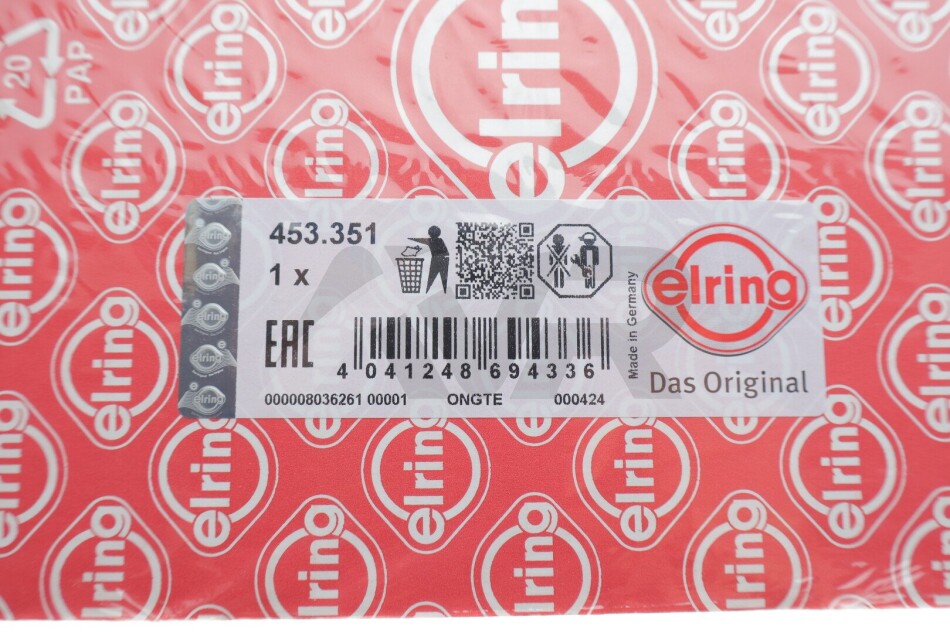 20
PAP
elring
453.351
1 x
EAC
4 041248 694336
000008036261 00001 ONGTE 000424
Made in Germany
elring
Das Original